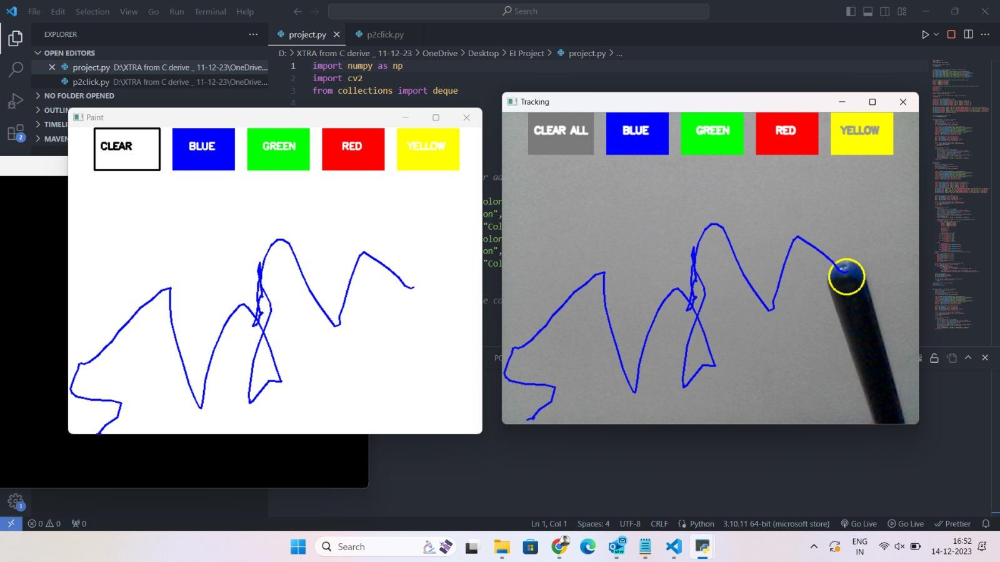 File Edit Selection View Go Run Terminal Help
Search
EXPLORER
project.py
p2click.py
OPEN EDITORS
project.py D:\XTRA from C derive _ 11-12-23\OneDrive...
p2click.py D:\XTRA from C derive _ 11-12-23\OneDrive...
NO FOLDER OPENED
OUTLIN
TIMELI
MAVEN
2
D: > XTRA from C derive _ 11-12-23 > OneDrive > Desktop > EI Project > project.py > ...
1 import numpy as np
2 import cv2
3 from collections import deque
4
r ad
olor
on",
"Col
olor
on",
"Col
e co
Paint
CLEAR BLUE GREEN RED YELLOW
Tracking
CLEAR ALL BLUE GREEN RED YELLOW
PO
1
0 0 0
Ln 1, Col 1 Spaces: 4 UTF-8 CRLF Python 3.10.11 64-bit (microsoft store) Go Live Go Live Prettier
Search
NEW
ENG
IN
16:52
14-12-2023